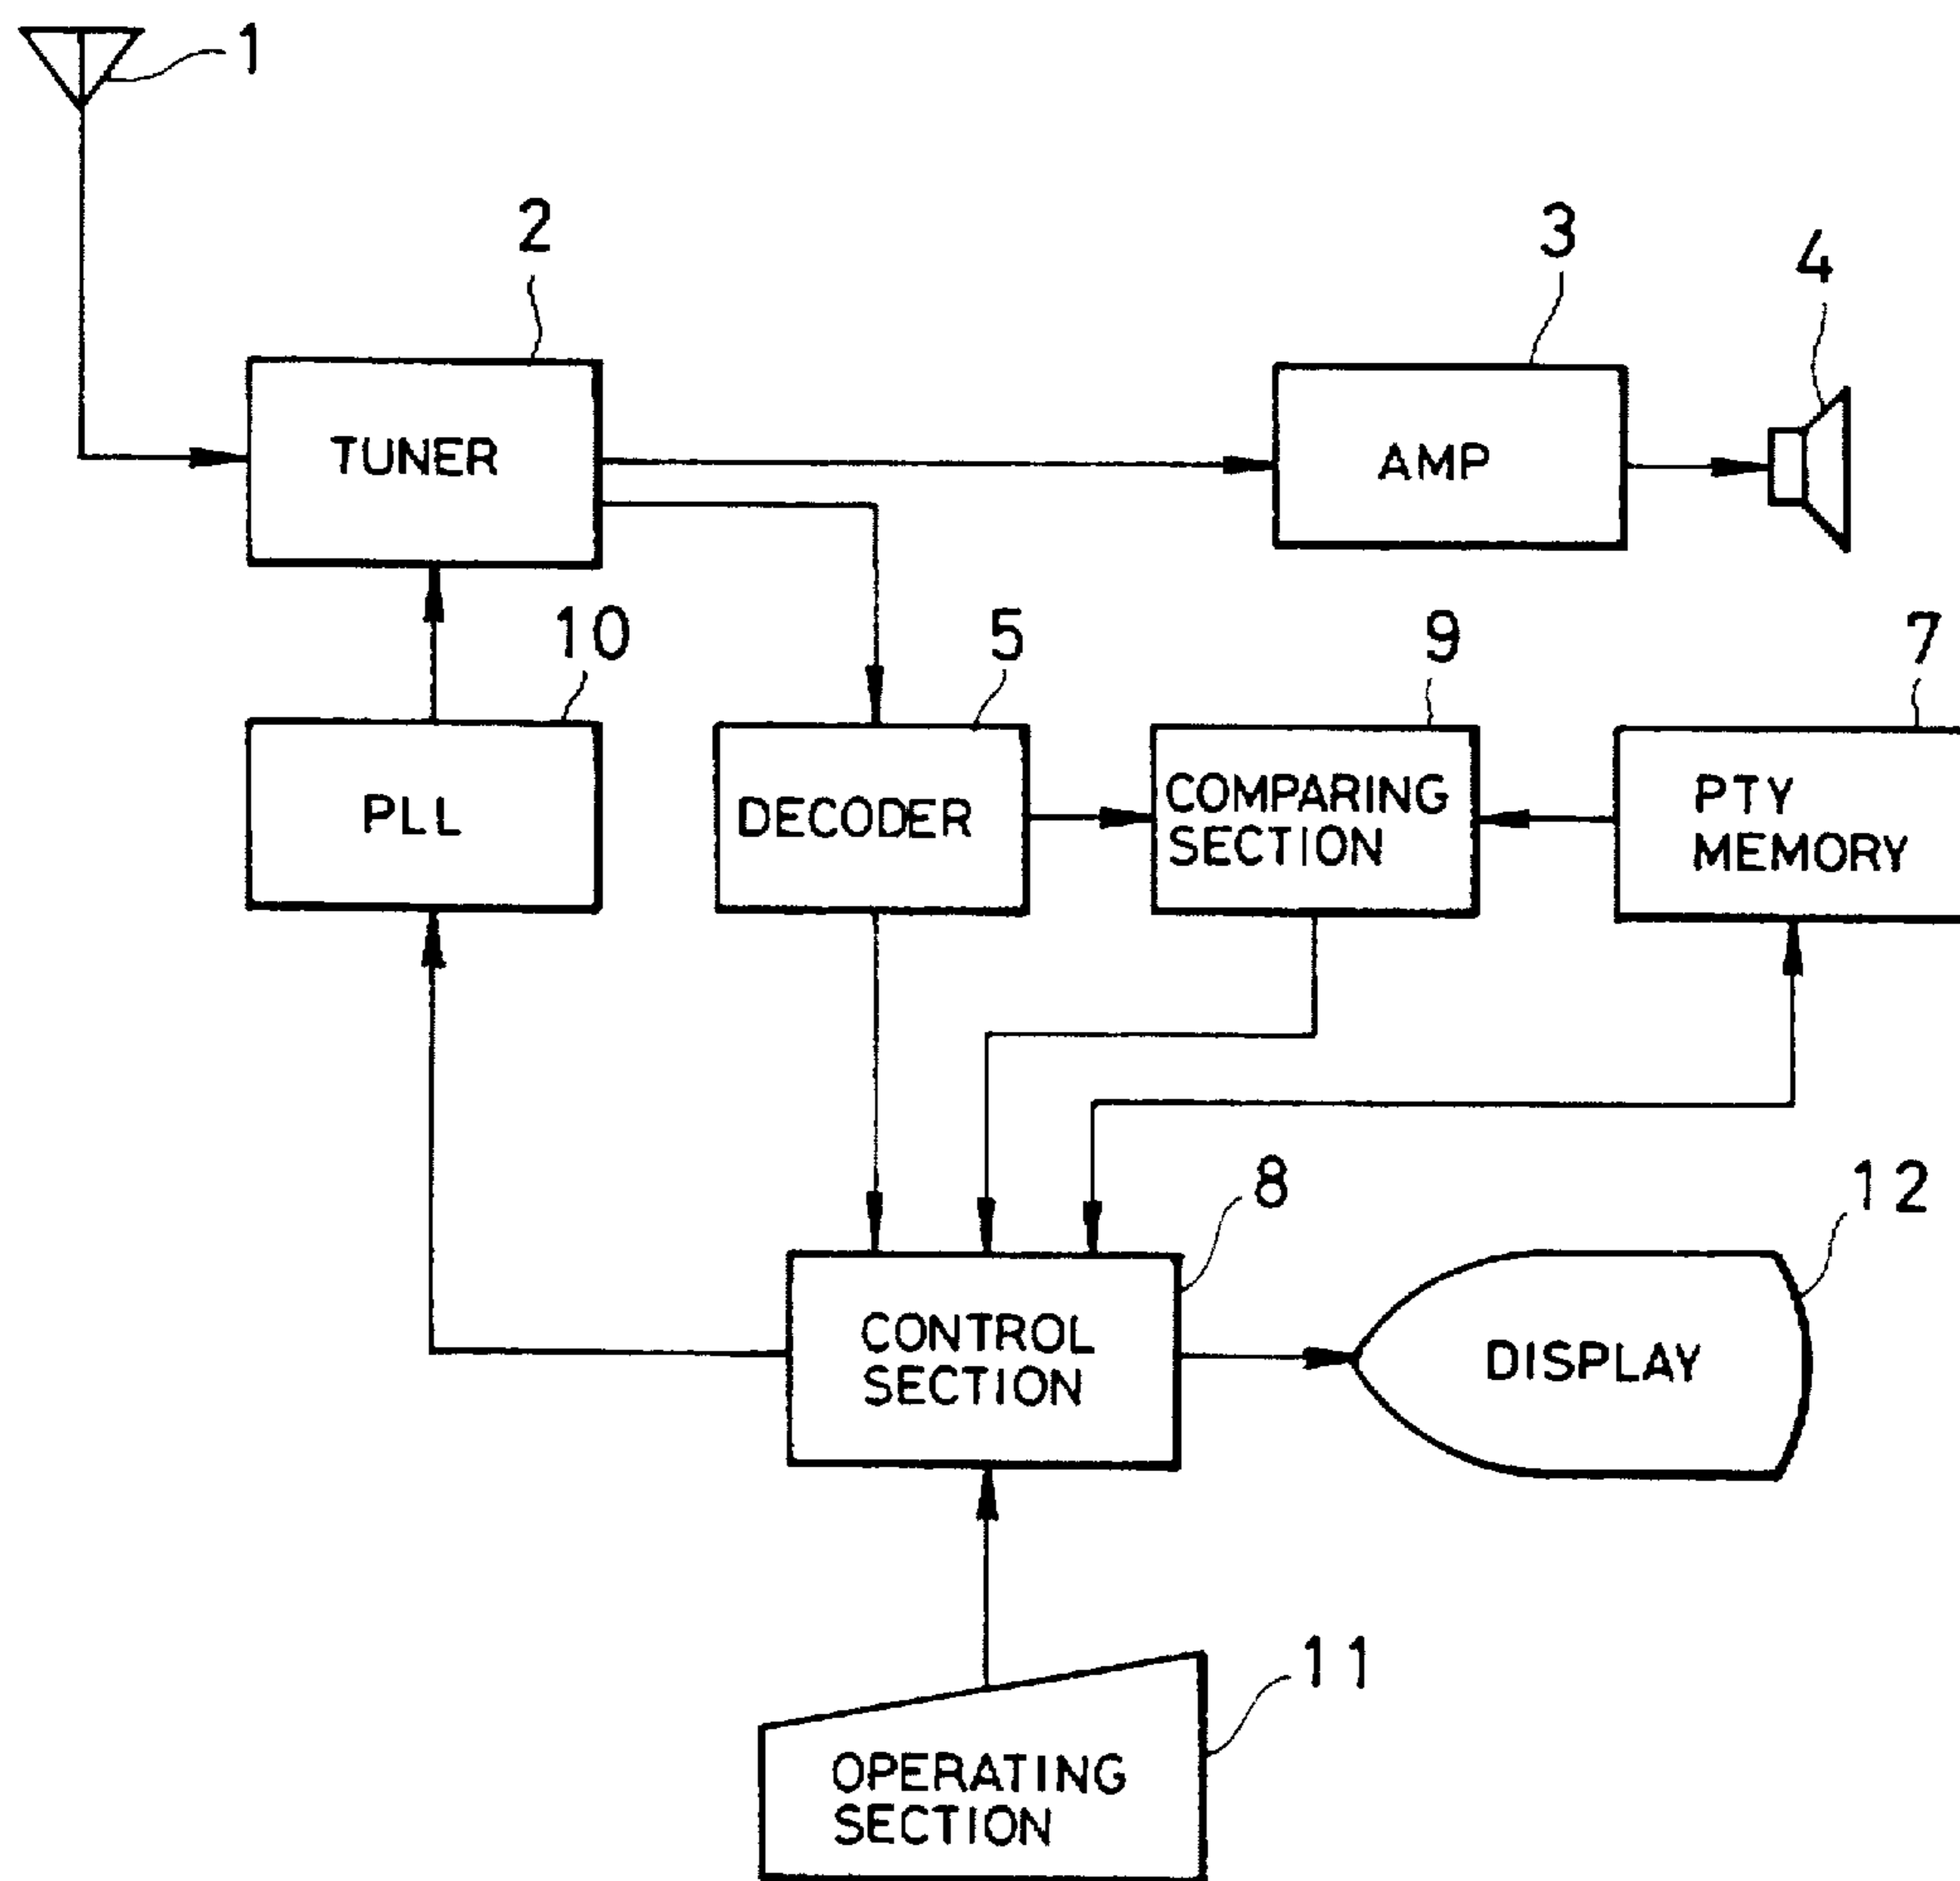 1
2
3
4
TUNER
AMP
10
5
9
7
PLL
DECODER
COMPARING
SECTION
PTY
MEMORY
8
12
CONTROL
SECTION
DISPLAY
11
OPERATING
SECTION